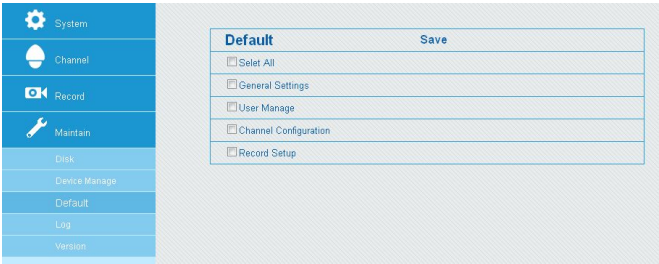 System
Channel
Record
Maintain
Disk
Device Manage
Default
Log
Version
Default Save
Selet All
General Settings
User Manage
Channel Configuration
Record Setup